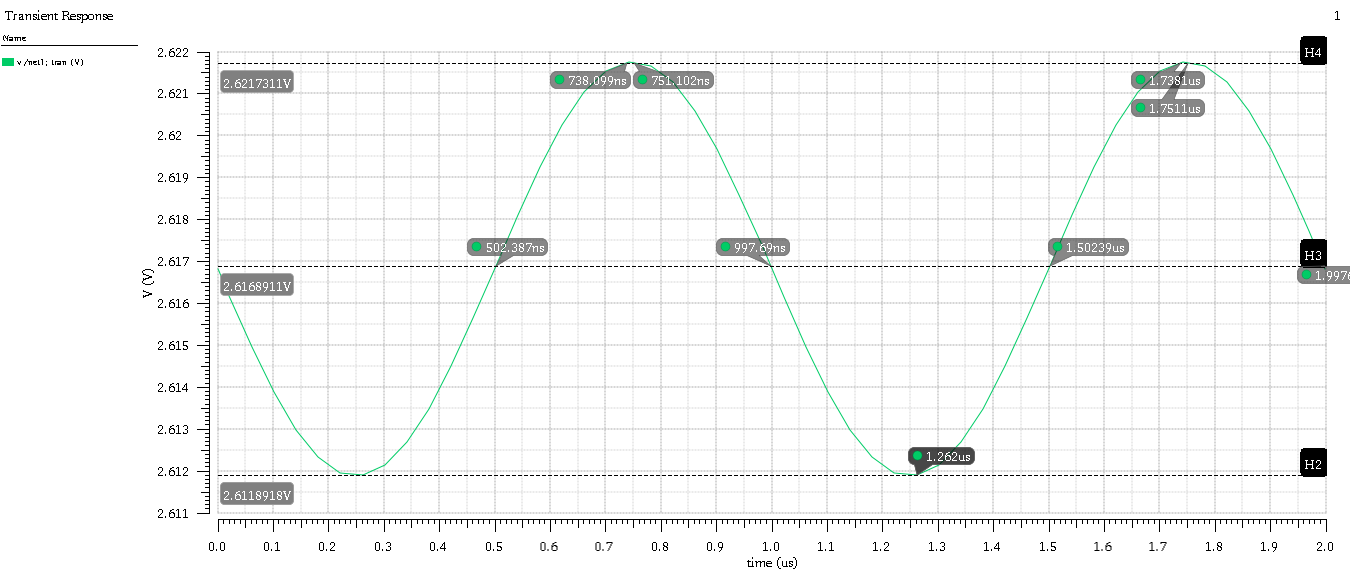 Transient Response
1
Name
v /net1; tran (V)
H4
2.622
2.6217311V
738.099ns
751.102ns
1.7381us
1.7511us
2.621
2.62
2.619
2.618
502.387ns
997.69ns
1.50239us
H3
2.617
2.6168911V
1.9976
V (V)
2.616
2.615
2.614
2.613
1.262us
H2
2.612
2.6118918V
2.611
0.0 0.1 0.2 0.3 0.4 0.5 0.6 0.7 0.8 0.9 1.0 1.1 1.2 1.3 1.4 1.5 1.6 1.7 1.8 1.9 2.0
time (us)